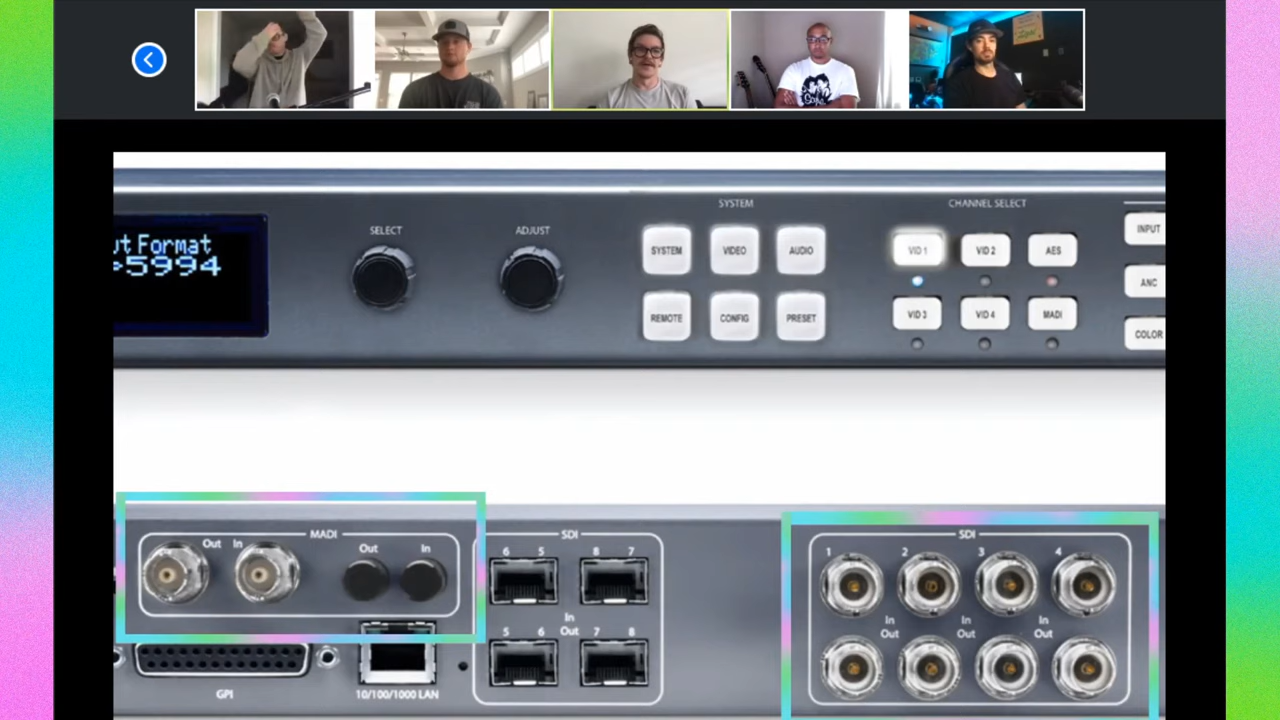 ut Format
>5994
SELECT
ADJUST
SYSTEM
SYSTEM
VIDEO
AUDIO
REMOTE
CONFIG
PRESET
CHANNEL SELECT
VID 1
VID 2
AES
VID 3
VID 4
MADI
INPUT
ANC
COLOR
Out In MADI
Out In
GPI
10/100/1000 LAN
SDI
6 5 8 7
In
Out
5 6 7 8
SDI
1 2 3 4
In In In
Out Out Out